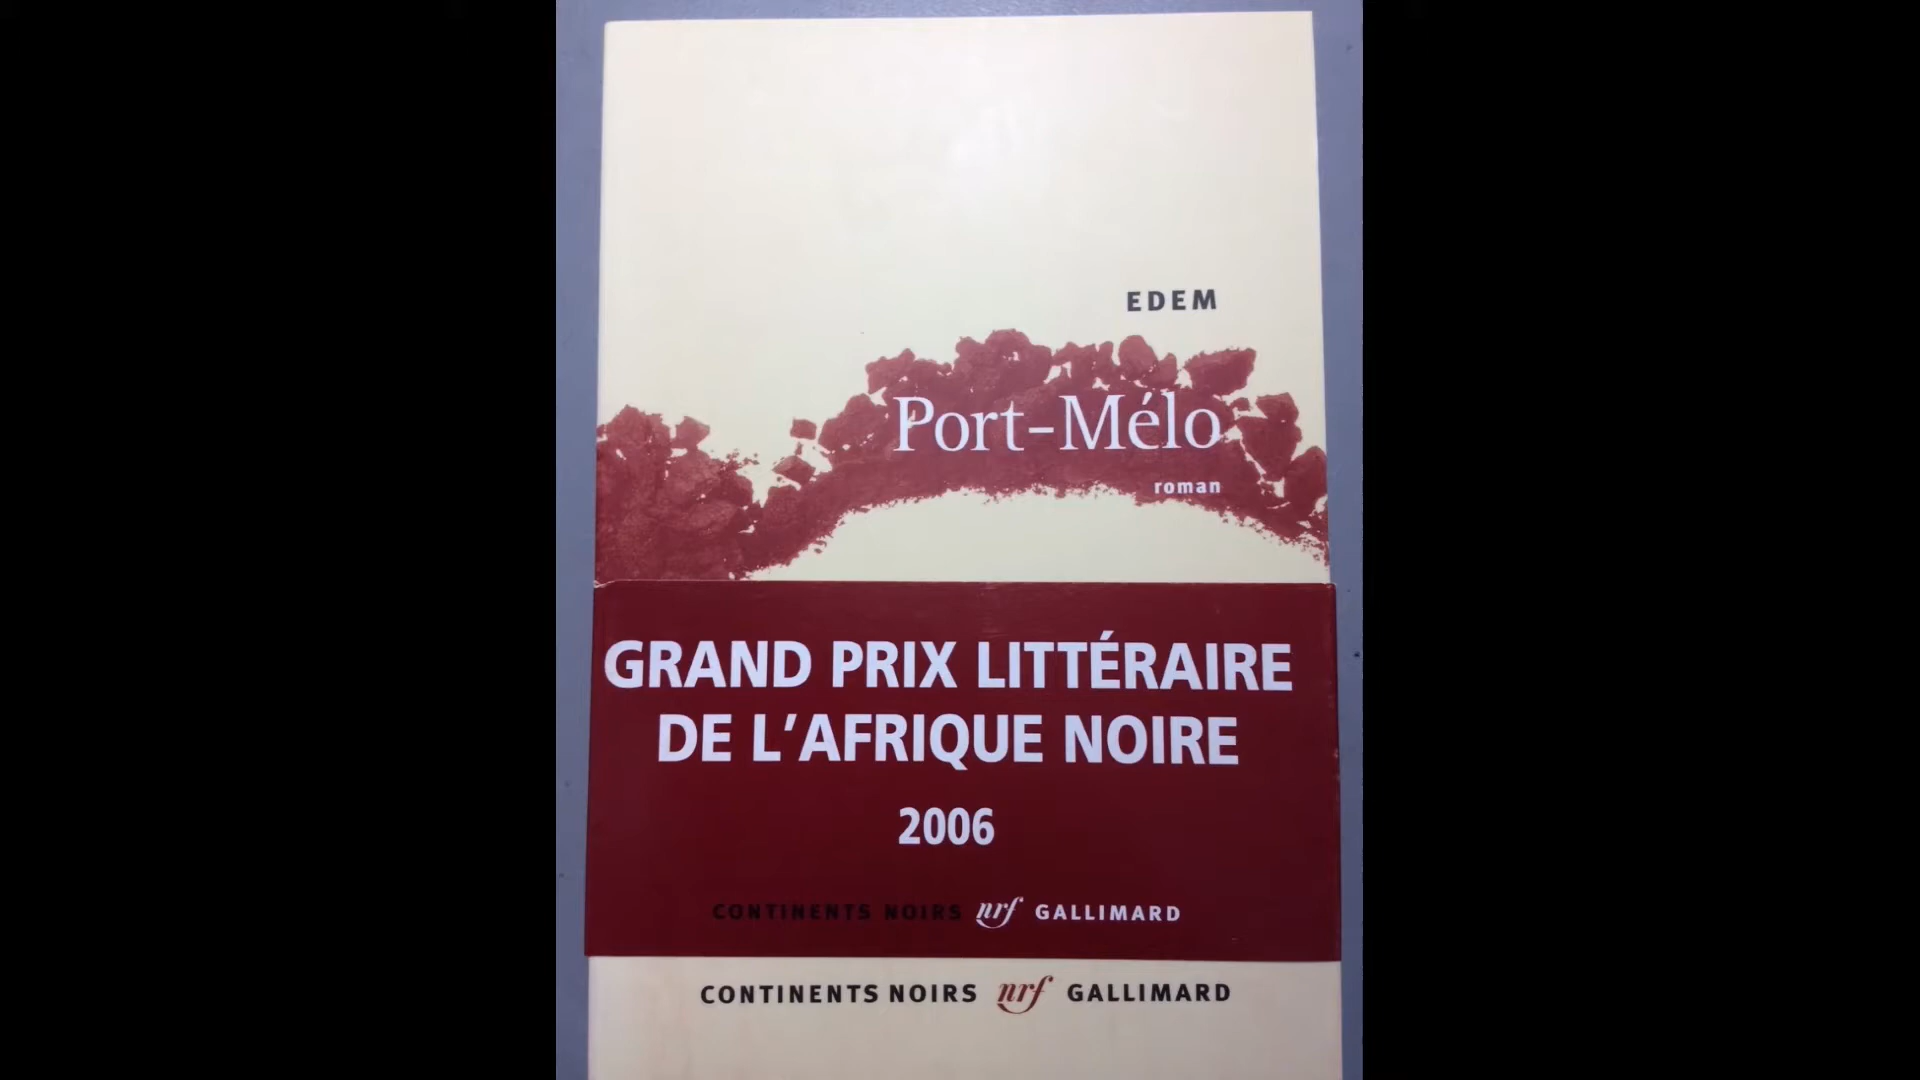 EDEM
Port-Mélo
roman
GRAND PRIX LITTÉRAIRE
DE L'AFRIQUE NOIRE
2006
CONTINENTS NOIRS nrf GALLIMARD
CONTINENTS NOIRS nrf GALLIMARD